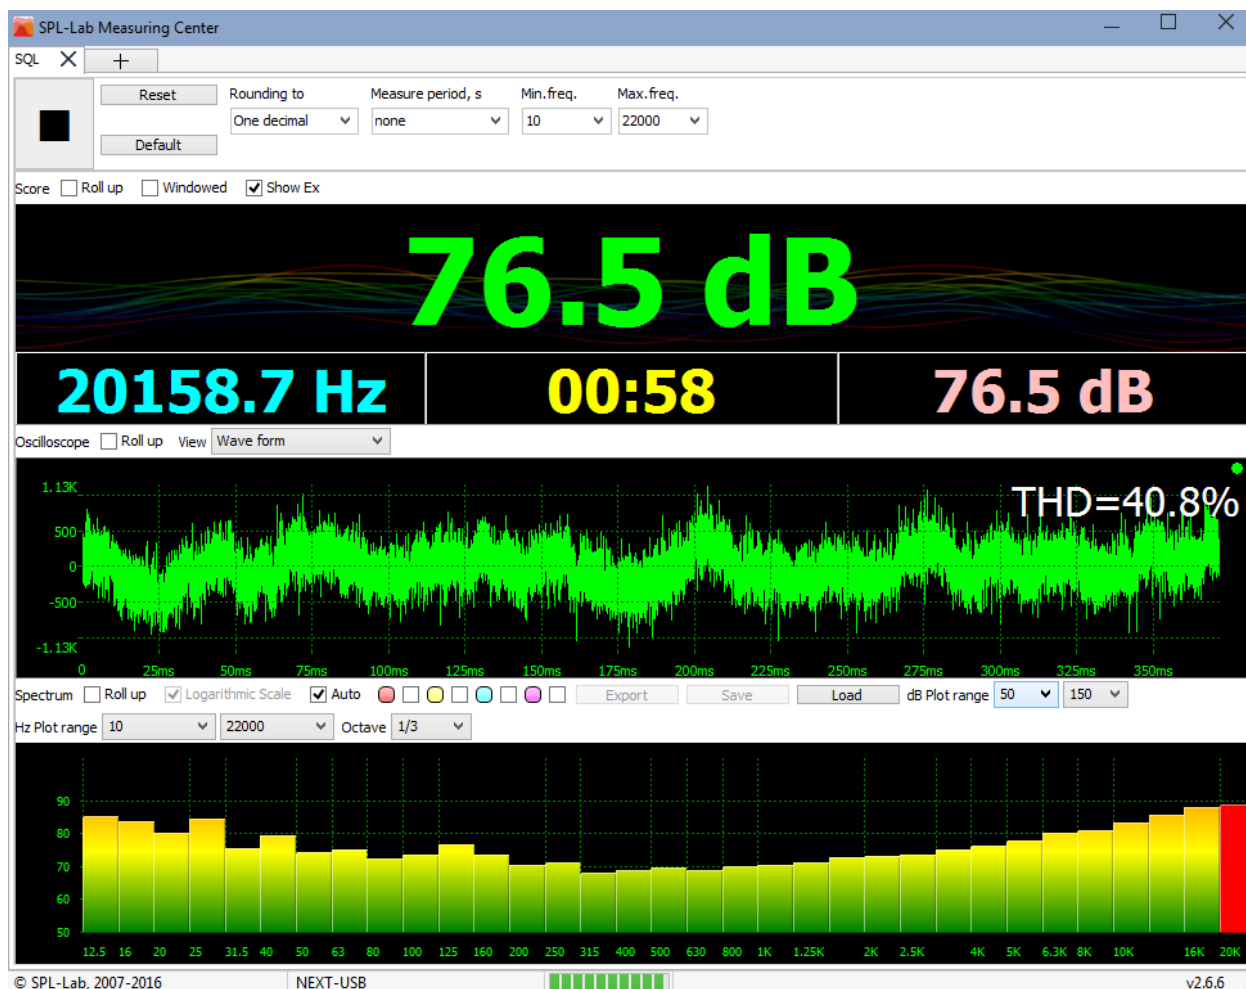 SPL-Lab Measuring Center
SQL
Reset Rounding to Measure period, s Min.freq. Max.freq.
One decimal none 10 22000
Default
Score Roll up Windowed Show Ex
76.5 dB
20158.7 Hz 00:58 76.5 dB
Oscilloscope Roll up View Wave form
THD=40.8%
1.13K
500
0
-500
-1.13K
0 25ms 50ms 75ms 100ms 125ms 150ms 175ms 200ms 225ms 250ms 275ms 300ms 325ms 350ms
Spectrum Roll up Logarithmic Scale Auto Export Save Load dB Plot range 50 150
Hz Plot range 10 22000 Octave 1/3
90
80
70
60
50
12.5 16 20 25 31.5 40 50 63 80 100 125 160 200 250 315 400 500 630 800 1K 1.25K 2K 2.5K 4K 5K 6.3K 8K 10K 16K 20K
© SPL-Lab, 2007-2016 NEXT-USB v2.6.6